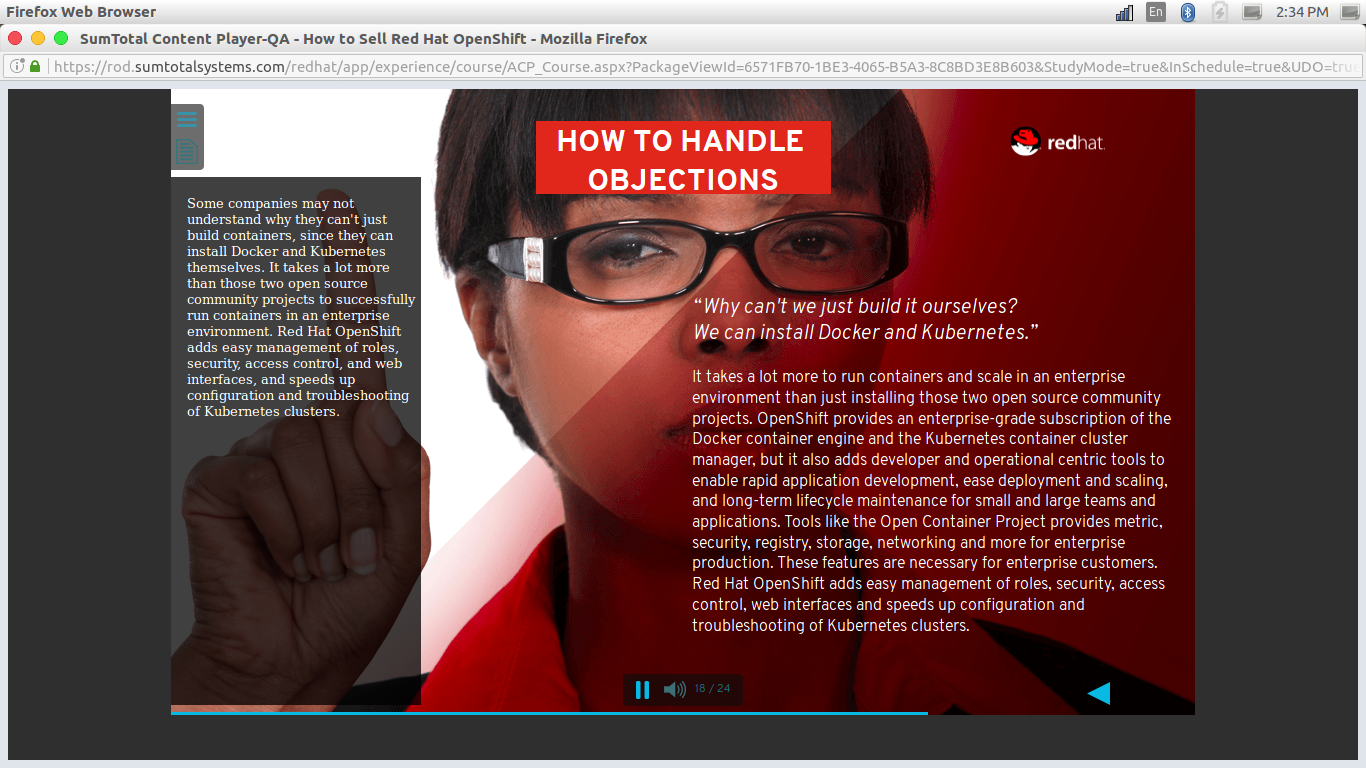 Firefox Web Browser
En
2:34 PM
SumTotal Content Player-QA - How to Sell Red Hat OpenShift - Mozilla Firefox
https://rod.sumtotalsystems.com/redhat/app/experience/course/ACP_Course.aspx?PackageViewId=6571FB70-1BE3-4065-B5A3-8C8BD3E8B603&StudyMode=true&InSchedule=true&UDO=true
HOW TO HANDLE
OBJECTIONS
redhat.
Some companies may not
understand why they can't just
build containers, since they can
install Docker and Kubernetes
themselves. It takes a lot more
than those two open source
community projects to successfully
run containers in an enterprise
environment. Red Hat OpenShift
adds easy management of roles,
security, access control, and web
interfaces, and speeds up
configuration and troubleshooting
of Kubernetes clusters.
“Why can't we just build it ourselves?
We can install Docker and Kubernetes.”
It takes a lot more to run containers and scale in an enterprise
environment than just installing those two open source community
projects. OpenShift provides an enterprise-grade subscription of the
Docker container engine and the Kubernetes container cluster
manager, but it also adds developer and operational centric tools to
enable rapid application development, ease deployment and scaling,
and long-term lifecycle maintenance for small and large teams and
applications. Tools like the Open Container Project provides metric,
security, registry, storage, networking and more for enterprise
production. These features are necessary for enterprise customers.
Red Hat OpenShift adds easy management of roles, security, access
control, web interfaces and speeds up configuration and
troubleshooting of Kubernetes clusters.
18 / 24